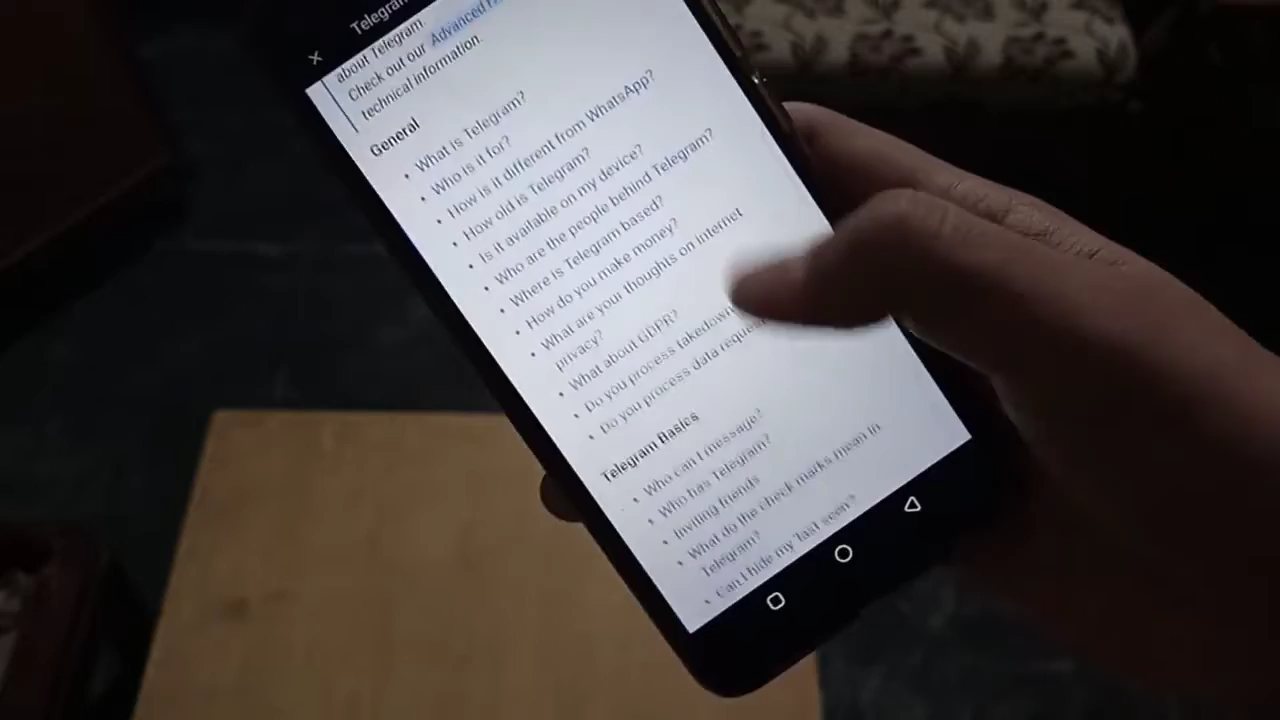 Telegram
about Telegram.
Check out our Advanced
technical information.
General
What is Telegram?
Who is it for?
How is it different from WhatsApp?
How old is Telegram?
Is it available on my device?
Who are the people behind Telegram?
Where is Telegram based?
How do you make money?
What are your thoughts on internet
privacy?
What about GDPR?
Do you process takedown
Do you process data
Telegram Basics
Who can I message?
Who has Telegram?
Inviting friends
What do the check marks mean in
Telegram?
Can I hide my 'last seen'?